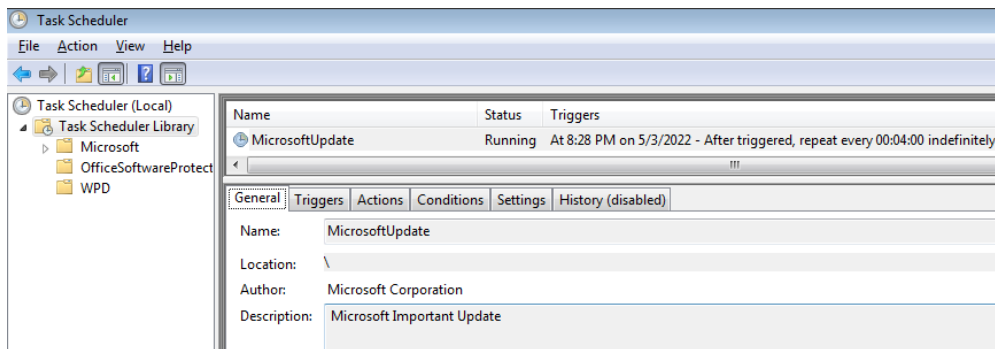 Task Scheduler
File Action View Help
Task Scheduler (Local)
Task Scheduler Library
Microsoft
OfficeSoftwareProtect
WPD
Name Status Triggers
MicrosoftUpdate Running At 8:28 PM on 5/3/2022 - After triggered, repeat every 00:04:00 indefinitely
General Triggers Actions Conditions Settings History (disabled)
Name: MicrosoftUpdate
Location: \
Author: Microsoft Corporation
Description: Microsoft Important Update